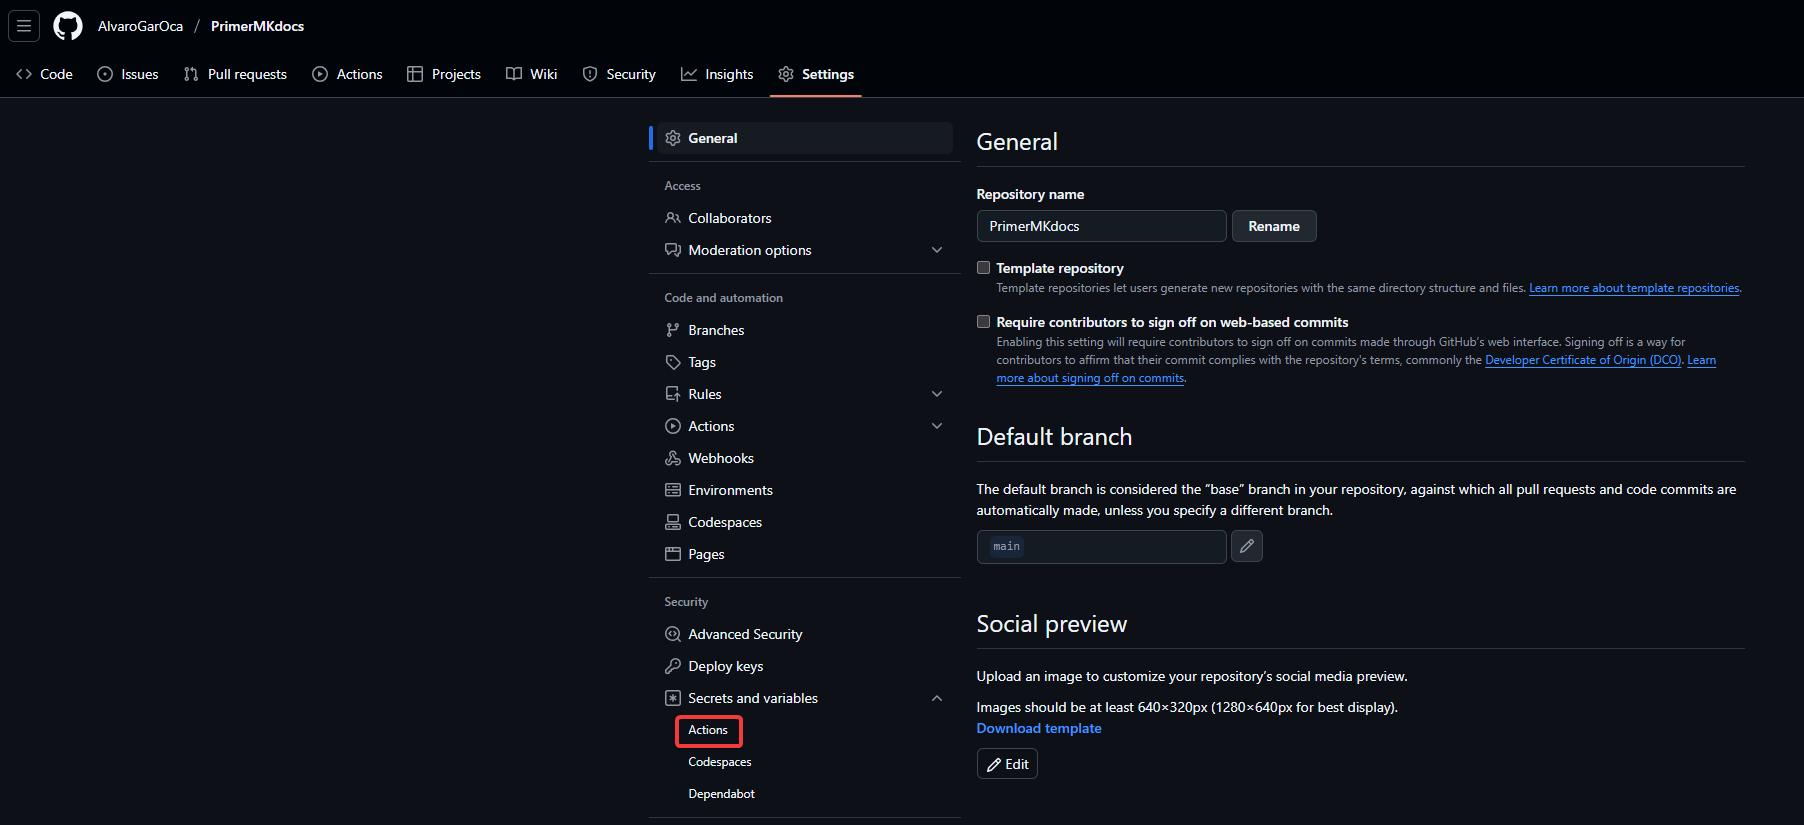 AlvaroGarOca / PrimerMKdocs
Code Issues Pull requests Actions Projects Wiki Security Insights Settings
General
Access
Collaborators
Moderation options
Code and automation
Branches
Tags
Rules
Actions
Webhooks
Environments
Codespaces
Pages
Security
Advanced Security
Deploy keys
Secrets and variables
Actions
Codespaces
Dependabot
General
Repository name
PrimerMKdocs Rename
Template repository
Template repositories let users generate new repositories with the same directory structure and files. Learn more about template repositories.
Require contributors to sign off on web-based commits
Enabling this setting will require contributors to sign off on commits made through GitHub's web interface. Signing off is a way for
contributors to affirm that their commit complies with the repository's terms, commonly the Developer Certificate of Origin (DCO). Learn
more about signing off on commits.
Default branch
The default branch is considered the “base” branch in your repository, against which all pull requests and code commits are
automatically made, unless you specify a different branch.
main
Social preview
Upload an image to customize your repository's social media preview.
Images should be at least 640×320px (1280×640px for best display).
Download template
Edit